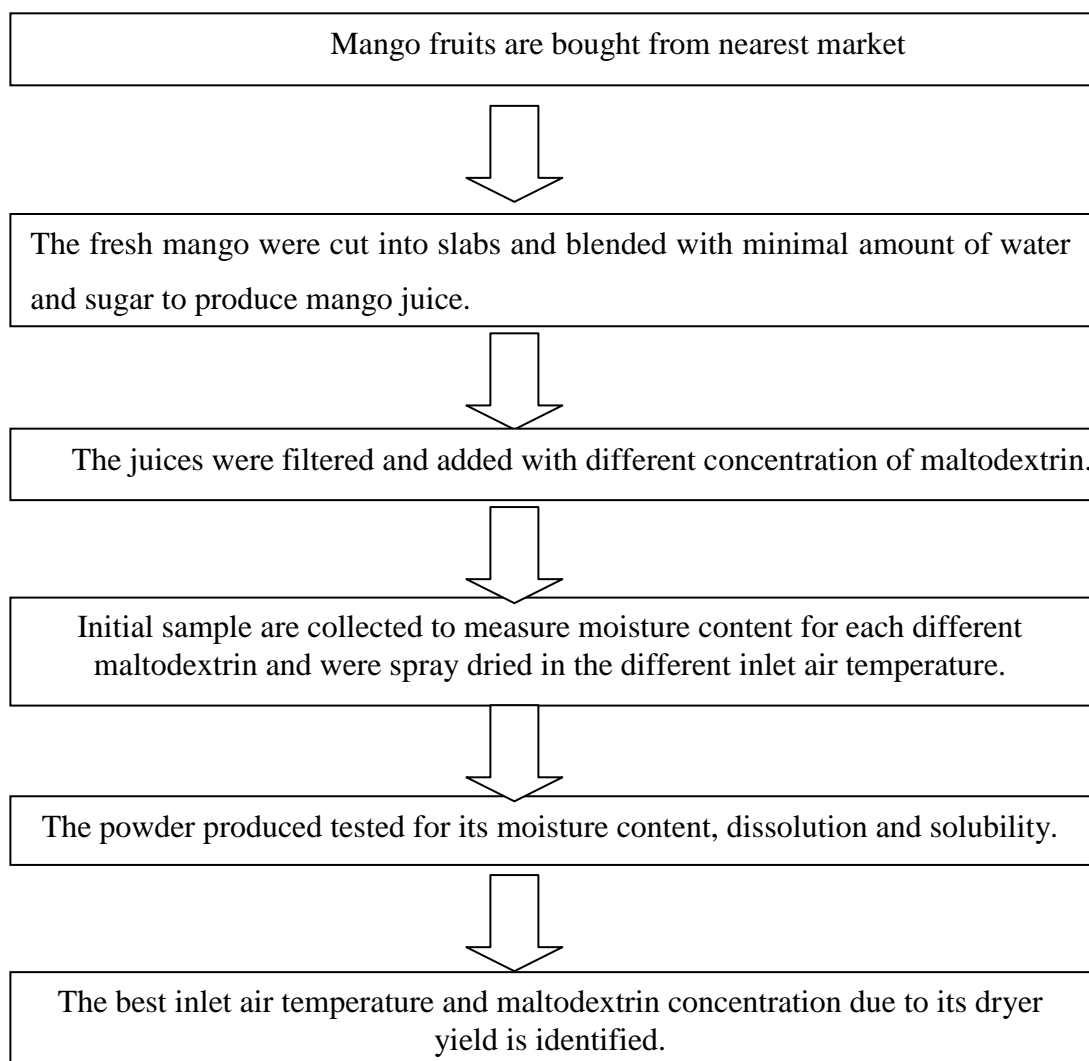 Mango fruits are bought from nearest market
The fresh mango were cut into slabs and blended with minimal amount of water
and sugar to produce mango juice.
The juices were filtered and added with different concentration of maltodextrin.
Initial sample are collected to measure moisture content for each different
maltodextrin and were spray dried in the different inlet air temperature.
The powder produced tested for its moisture content, dissolution and solubility.
The best inlet air temperature and maltodextrin concentration due to its dryer
yield is identified.